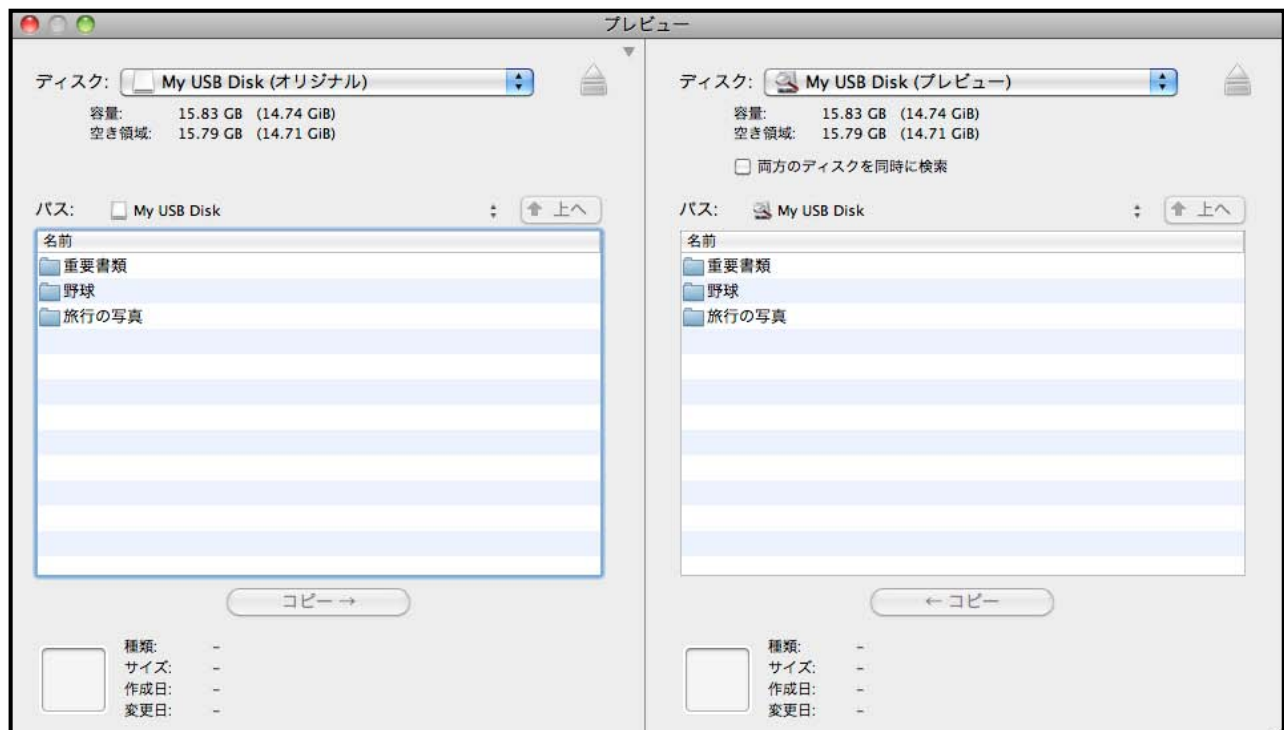 プレビュー
ディスク: My USB Disk (オリジナル)
容量: 15.83 GB (14.74 GiB)
空き領域: 15.79 GB (14.71 GiB)
パス: My USB Disk 上へ
名前
重要書類
野球
旅行の写真
コピー →
種類: –
サイズ: –
作成日: –
変更日: –
ディスク: My USB Disk (プレビュー)
容量: 15.83 GB (14.74 GiB)
空き領域: 15.79 GB (14.71 GiB)
両方のディスクを同時に検索
パス: My USB Disk 上へ
名前
重要書類
野球
旅行の写真
← コピー
種類: –
サイズ: –
作成日: –
変更日: –